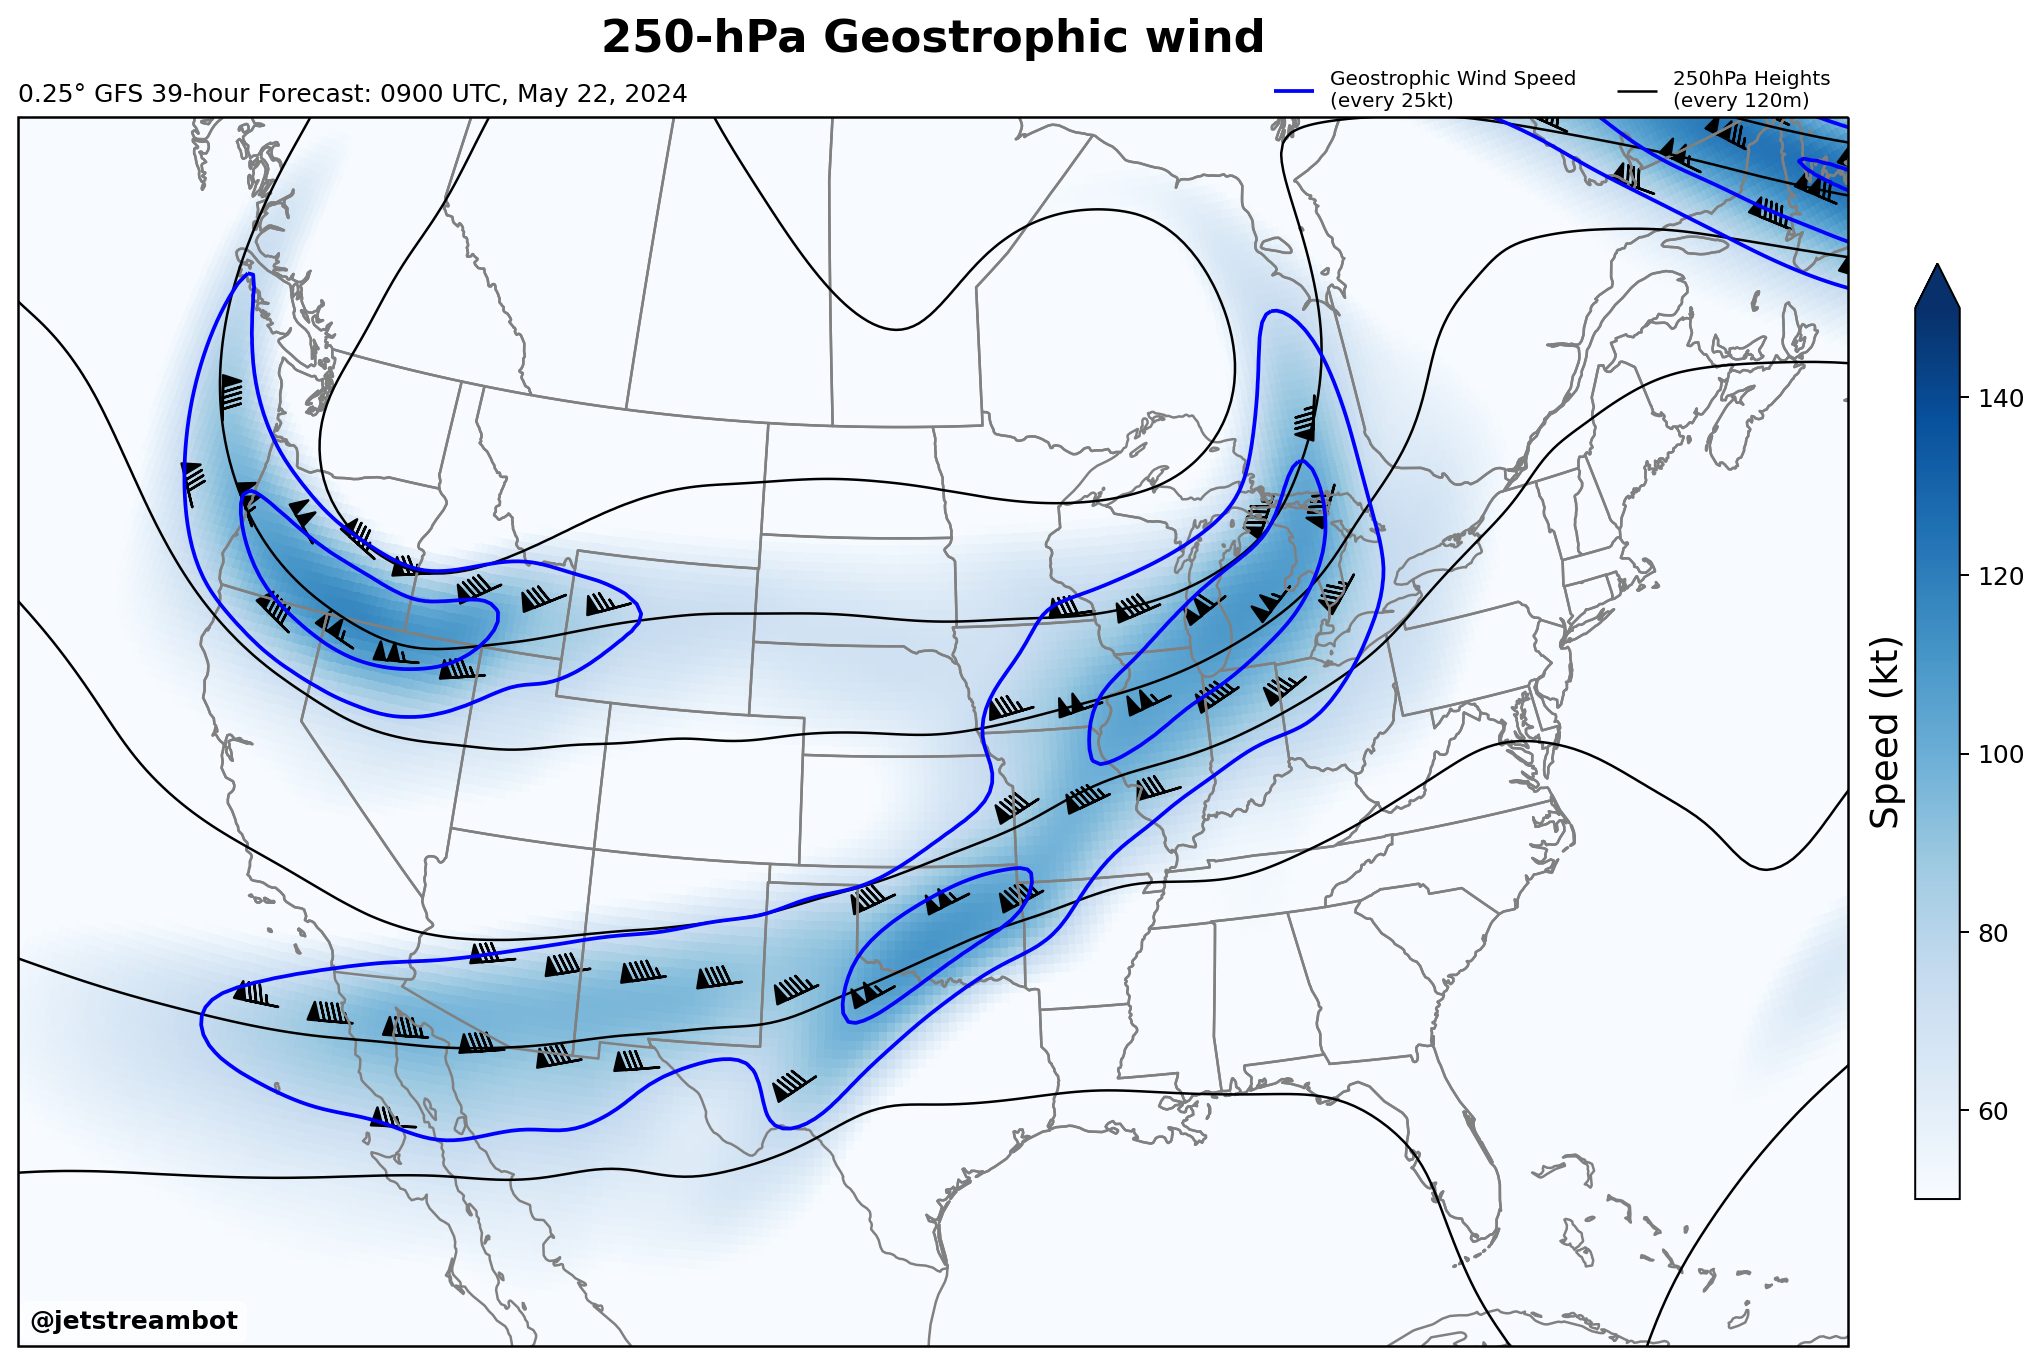 250-hPa Geostrophic wind
0.25° GFS 39-hour Forecast: 0900 UTC, May 22, 2024
Geostrophic Wind Speed
(every 25kt)
250hPa Heights
(every 120m)
140
120
100
80
60
Speed (kt)
@jetstreambot